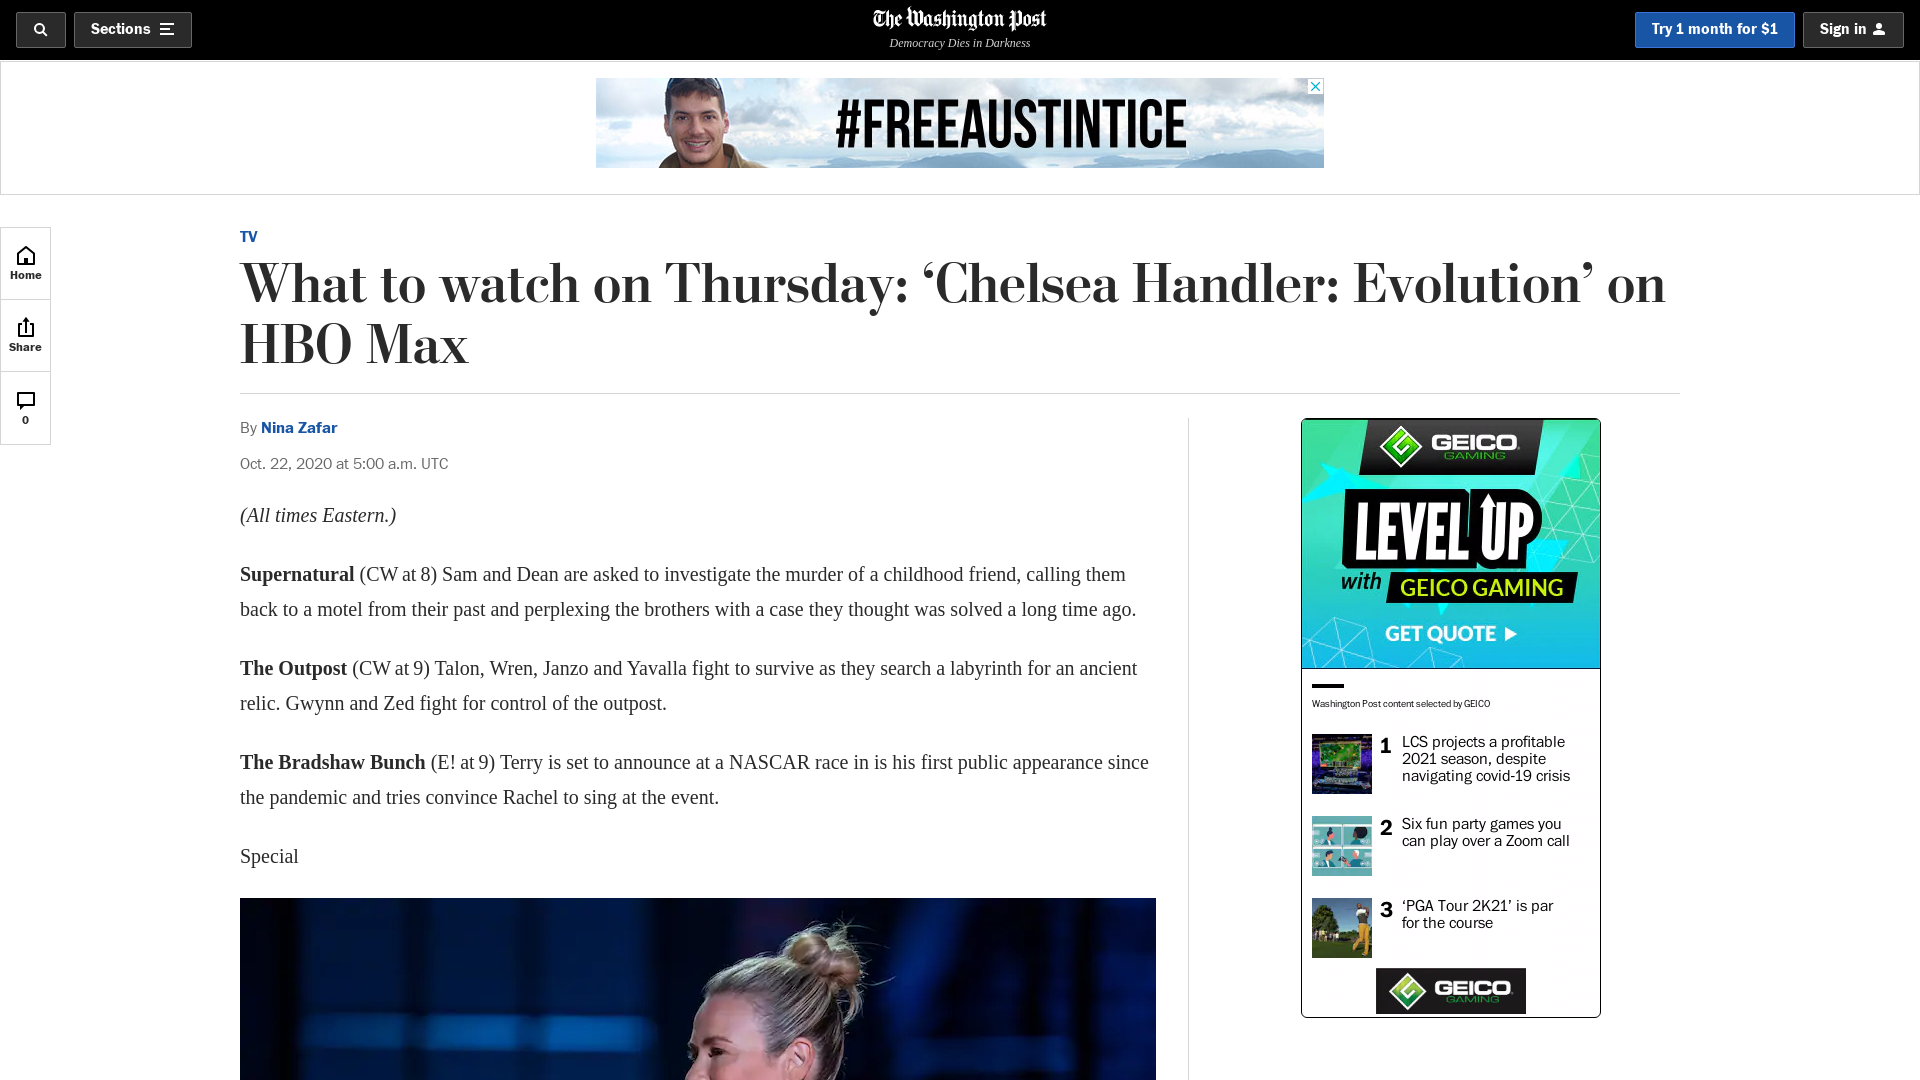 Sections
The Washington Post
Democracy Dies in Darkness
Try 1 month for $1
Sign in
#FREEAUSTINTICE
Home
Share
0
TV
What to watch on Thursday: ‘Chelsea Handler: Evolution’ on
HBO Max
By Nina Zafar
Oct. 22, 2020 at 5:00 a.m. UTC
(All times Eastern.)
Supernatural (CW at 8) Sam and Dean are asked to investigate the murder of a childhood friend, calling them
back to a motel from their past and perplexing the brothers with a case they thought was solved a long time ago.
The Outpost (CW at 9) Talon, Wren, Janzo and Yavalla fight to survive as they search a labyrinth for an ancient
relic. Gwynn and Zed fight for control of the outpost.
The Bradshaw Bunch (E! at 9) Terry is set to announce at a NASCAR race in is his first public appearance since
the pandemic and tries convince Rachel to sing at the event.
Special
GEICO
GAMING
LEVEL UP
with GEICO GAMING
GET QUOTE
Washington Post content selected by GEICO
1 LCS projects a profitable
2021 season, despite
navigating covid-19 crisis
2 Six fun party games you
can play over a Zoom call
3 ‘PGA Tour 2K21’ is par
for the course
GEICO
GAMING